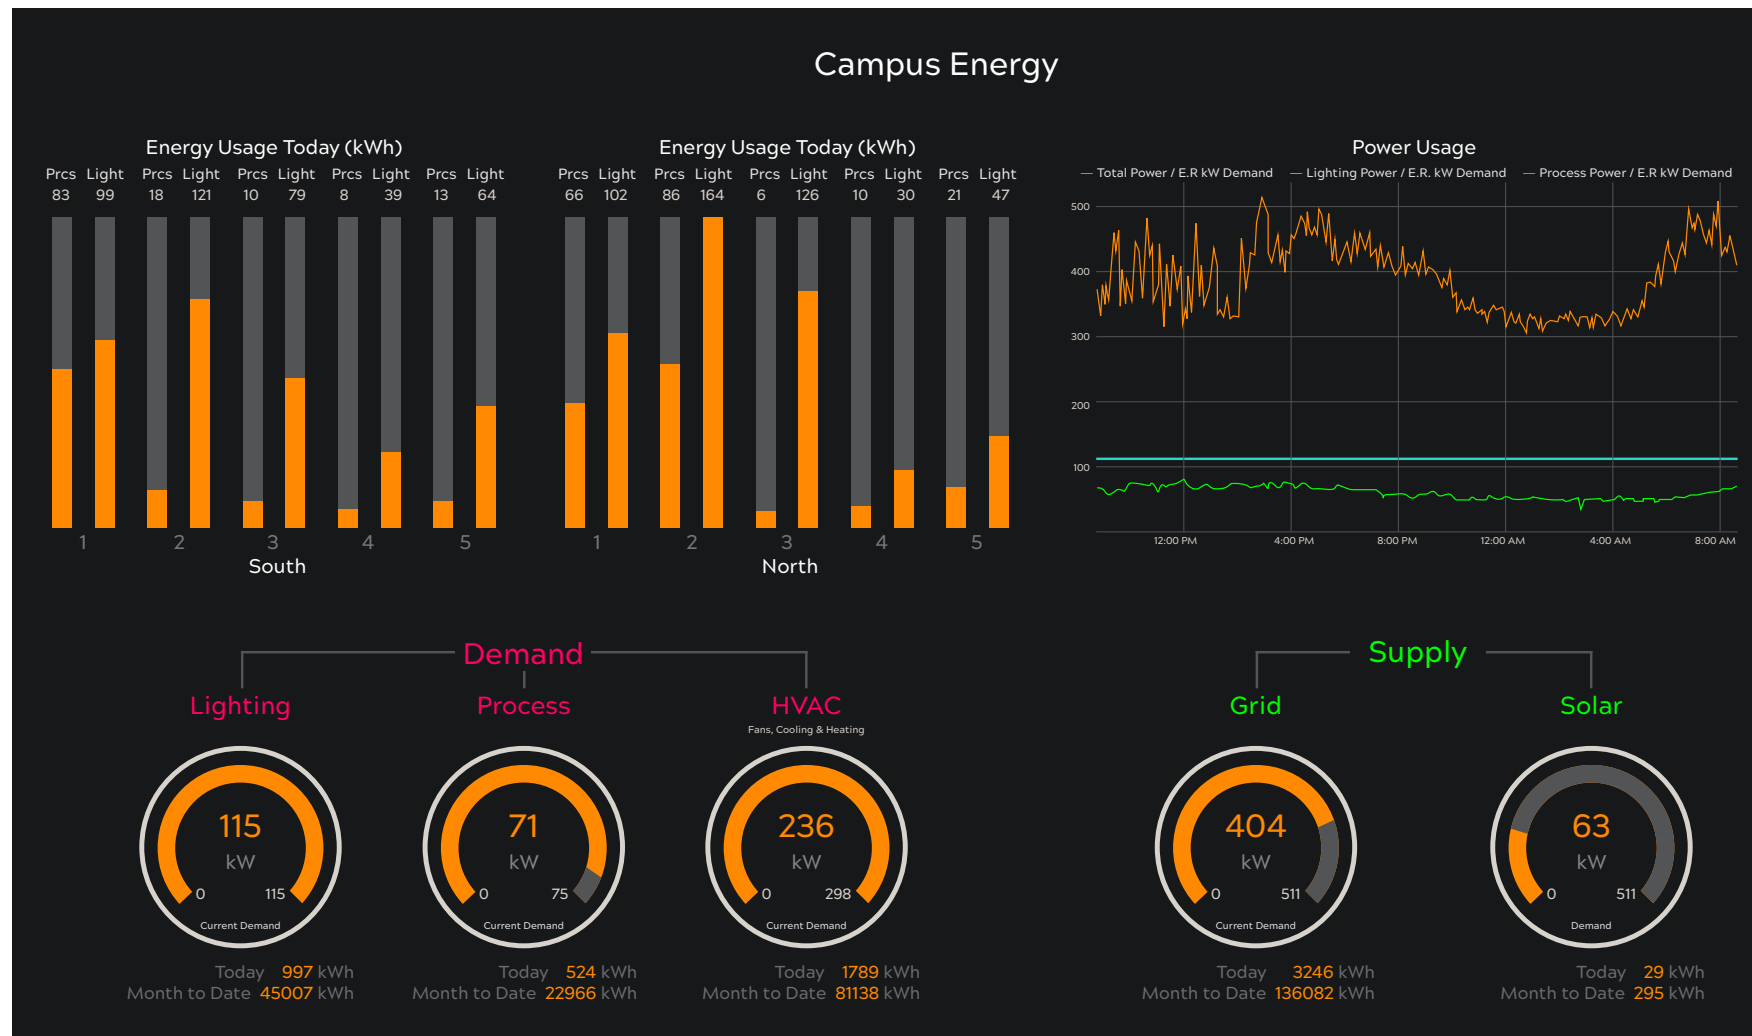 Campus Energy
Energy Usage Today (kWh)
Prcs Light Prcs Light Prcs Light Prcs Light Prcs Light
83 99 18 121 10 79 8 39 13 64
1 2 3 4 5
South
Energy Usage Today (kWh)
Prcs Light Prcs Light Prcs Light Prcs Light Prcs Light
66 102 86 164 6 126 10 30 21 47
1 2 3 4 5
North
Power Usage
— Total Power / E.R kW Demand — Lighting Power / E.R. kW Demand — Process Power / E.R kW Demand
500
400
300
200
100
12:00 PM 4:00 PM 8:00 PM 12:00 AM 4:00 AM 8:00 AM
Demand
Lighting
115
kW
0 115
Current Demand
Today 997 kWh
Month to Date 45007 kWh
Process
71
kW
0 75
Current Demand
Today 524 kWh
Month to Date 22966 kWh
HVAC
Fans, Cooling & Heating
236
kW
0 298
Current Demand
Today 1789 kWh
Month to Date 81138 kWh
Supply
Grid
404
kW
0 511
Current Demand
Today 3246 kWh
Month to Date 136082 kWh
Solar
63
kW
0 511
Demand
Today 29 kWh
Month to Date 295 kWh